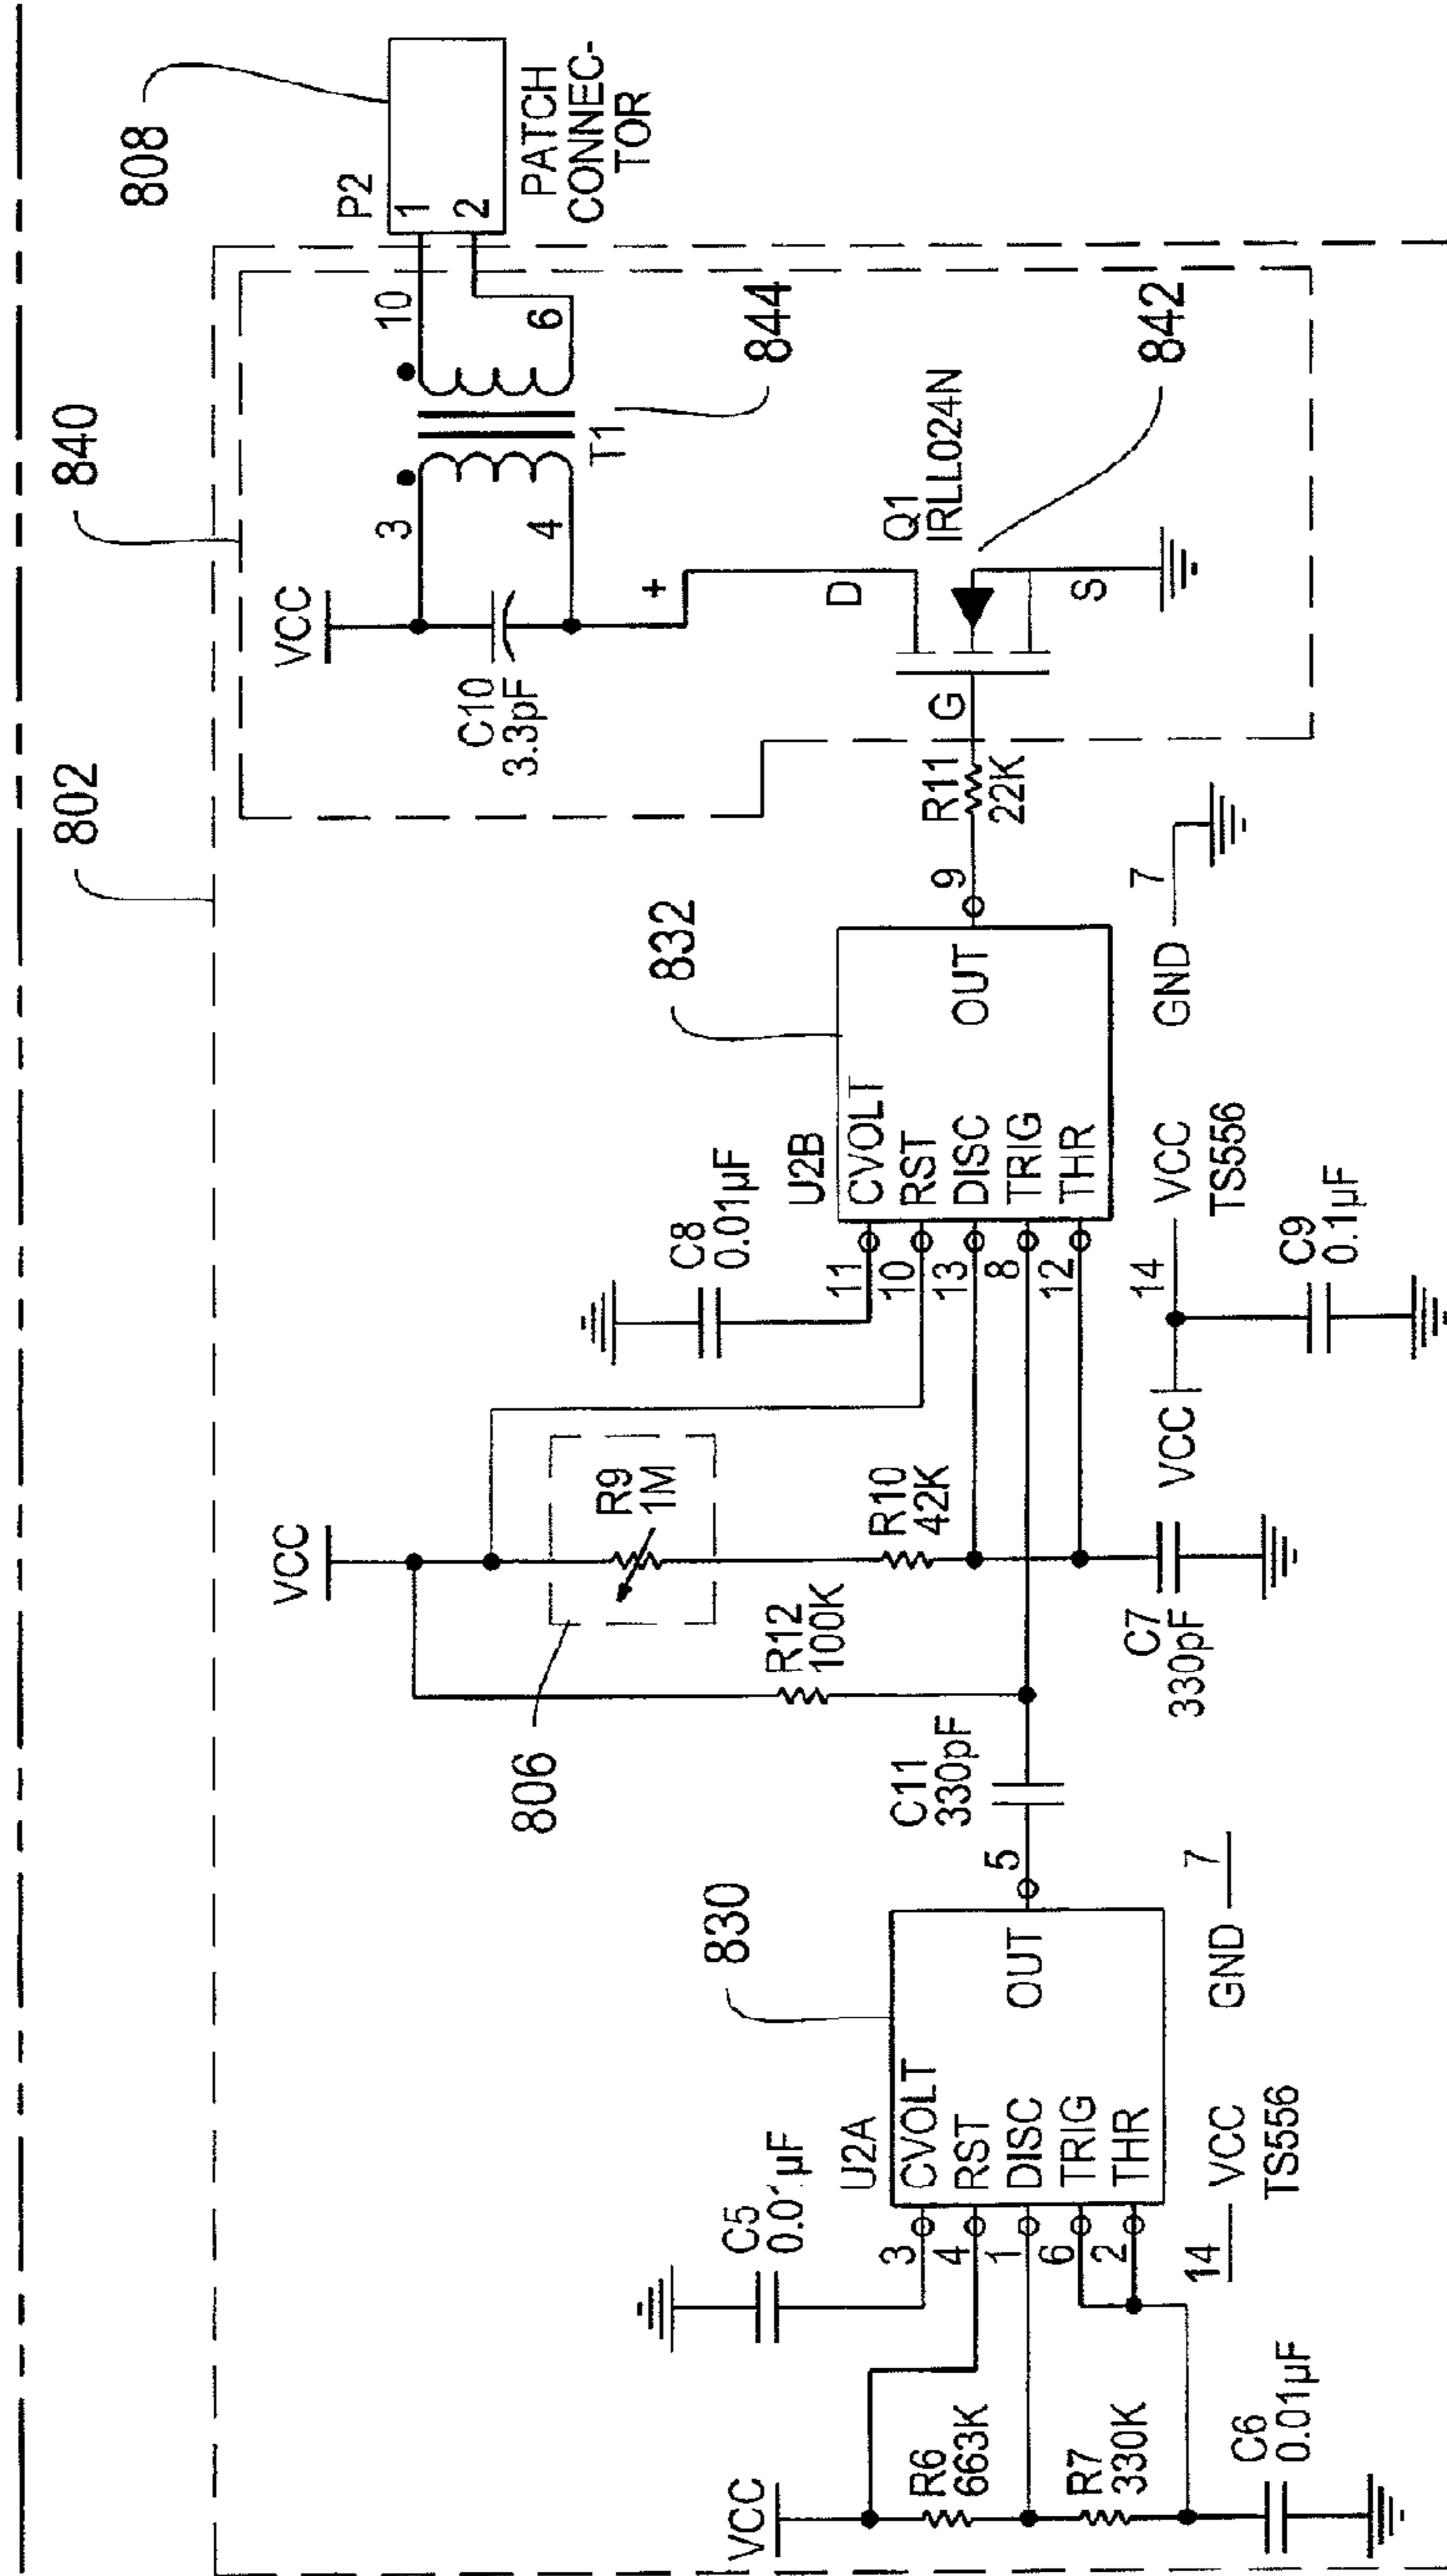 802
840
808
P2
1
2
PATCH
CONNEC-
TOR
VCC
3
10
4
6
T1
844
C10
3.3pF
+
D
Q1
IRLL024N
G
S
842
R11
22K
VCC
806
R9
1M
R12
100K
R10
42K
C11
330pF
C7
330pF
C8
0.01µF
832
U2B
11
CVOLT
10
RST
13
DISC
8
TRIG
12
THR
OUT
9
VCC
14
VCC
TS556
GND
7
C9
0.1µF
830
C5
0.01µF
U2A
3
CVOLT
4
RST
1
DISC
6
TRIG
2
THR
OUT
5
14
VCC
TS556
GND
7
VCC
R6
663K
R7
330K
C6
0.01µF